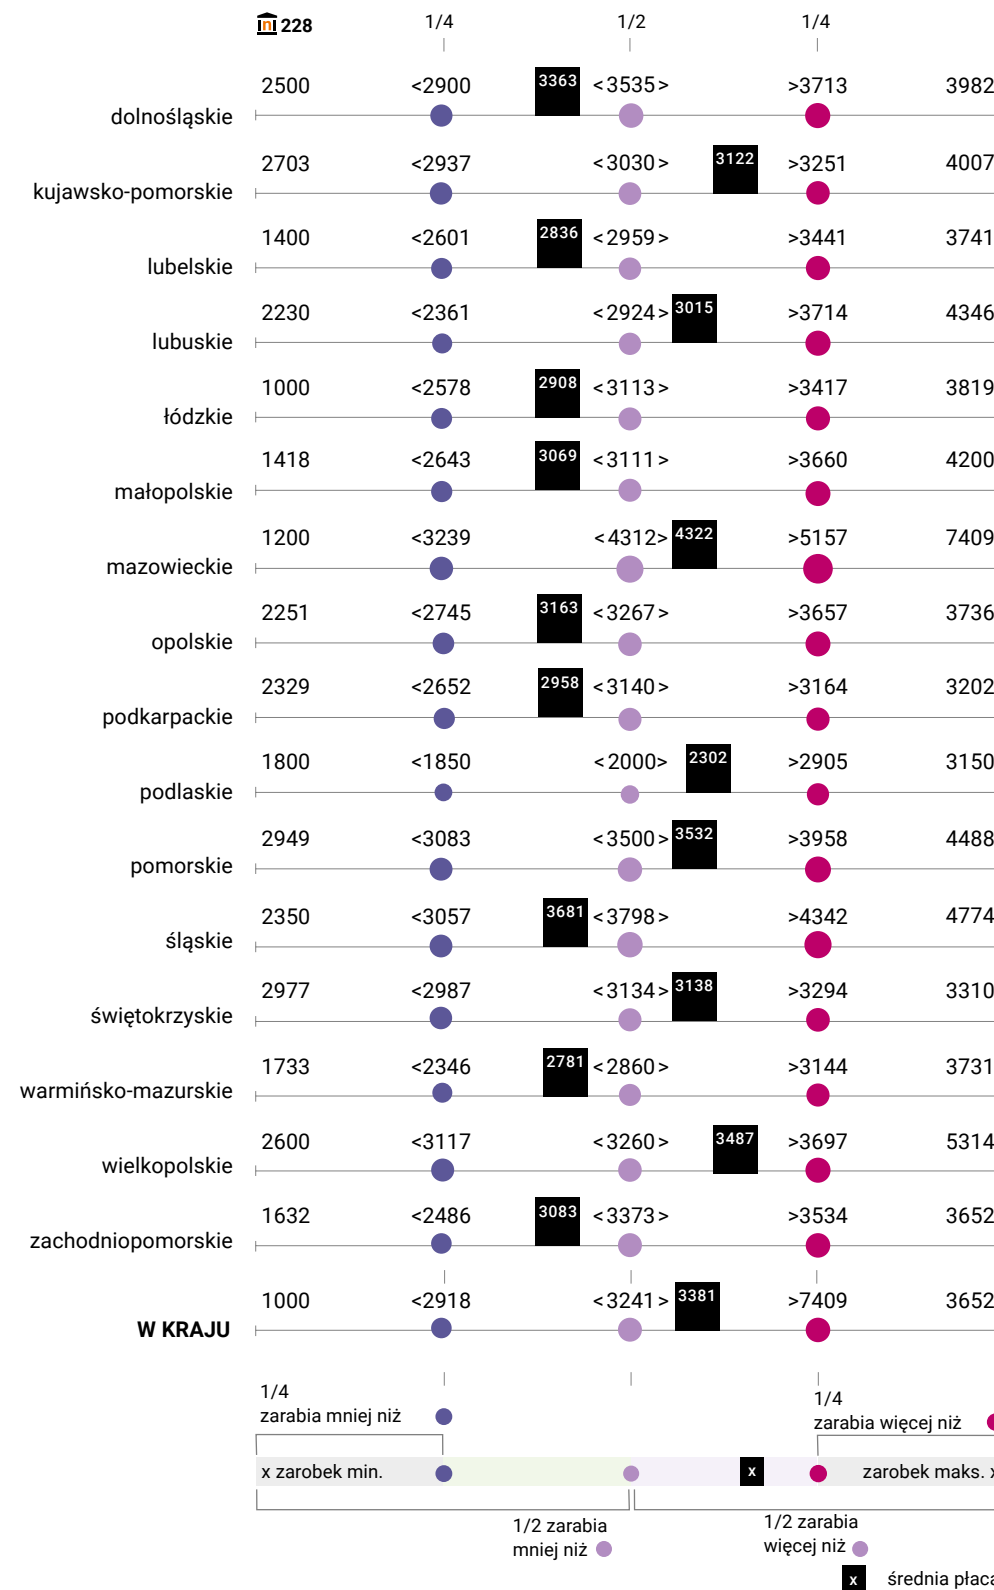 n 228 1/4 1/2 1/4
2500 <2900 3363 <3535> >3713 3982
dolnośląskie
2703 <2937 <3030> 3122 >3251 4007
kujawsko-pomorskie
1400 <2601 2836 <2959> >3441 3741
lubelskie
2230 <2361 <2924> 3015 >3714 4346
lubuskie
1000 <2578 2908 <3113> >3417 3819
łódzkie
1418 <2643 3069 <3111> >3660 4200
małopolskie
1200 <3239 <4312> 4322 >5157 7409
mazowieckie
2251 <2745 3163 <3267> >3657 3736
opolskie
2329 <2652 2958 <3140> >3164 3202
podkarpackie
1800 <1850 <2000> 2302 >2905 3150
podlaskie
2949 <3083 <3500> 3532 >3958 4488
pomorskie
2350 <3057 3681 <3798> >4342 4774
śląskie
2977 <2987 <3134> 3138 >3294 3310
świętokrzyskie
1733 <2346 2781 <2860> >3144 3731
warmińsko-mazurskie
2600 <3117 <3260> 3487 >3697 5314
wielkopolskie
1632 <2486 3083 <3373> >3534 3652
zachodniopomorskie
1000 <2918 <3241> 3381 >7409 3652
W KRAJU
1/4
zarabia mniej niż
1/4
zarabia więcej niż
x zarobek min. x zarobek maks. x
1/2 zarabia
mniej niż
1/2 zarabia
więcej niż
x średnia płaca